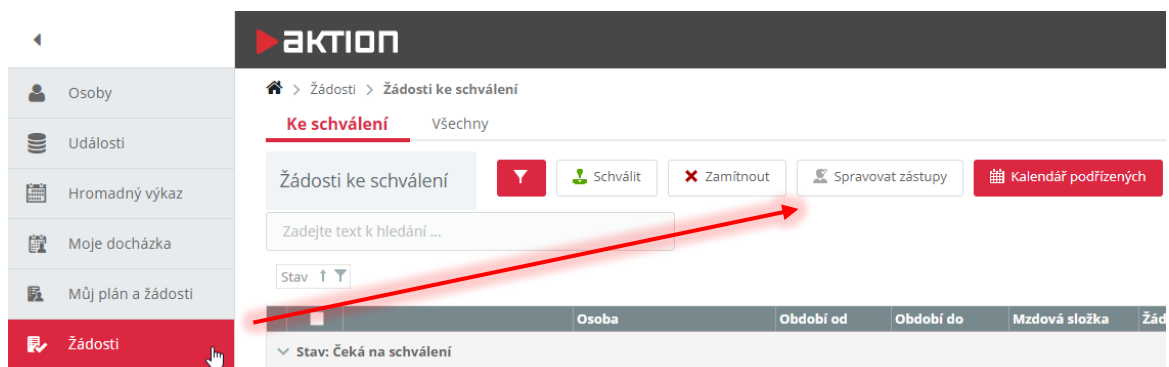 aktion
Osoby
Události
Hromadný výkaz
Moje docházka
Můj plán a žádosti
Žádosti
Žádosti > Žádosti ke schválení
Ke schválení Všechny
Žádosti ke schválení Schválit Zamítnout Spravovat zástupy Kalendář podřízených
Zadejte text k hledání ...
Stav
Osoba Období od Období do Mzdová složka
Stav: Čeká na schválení